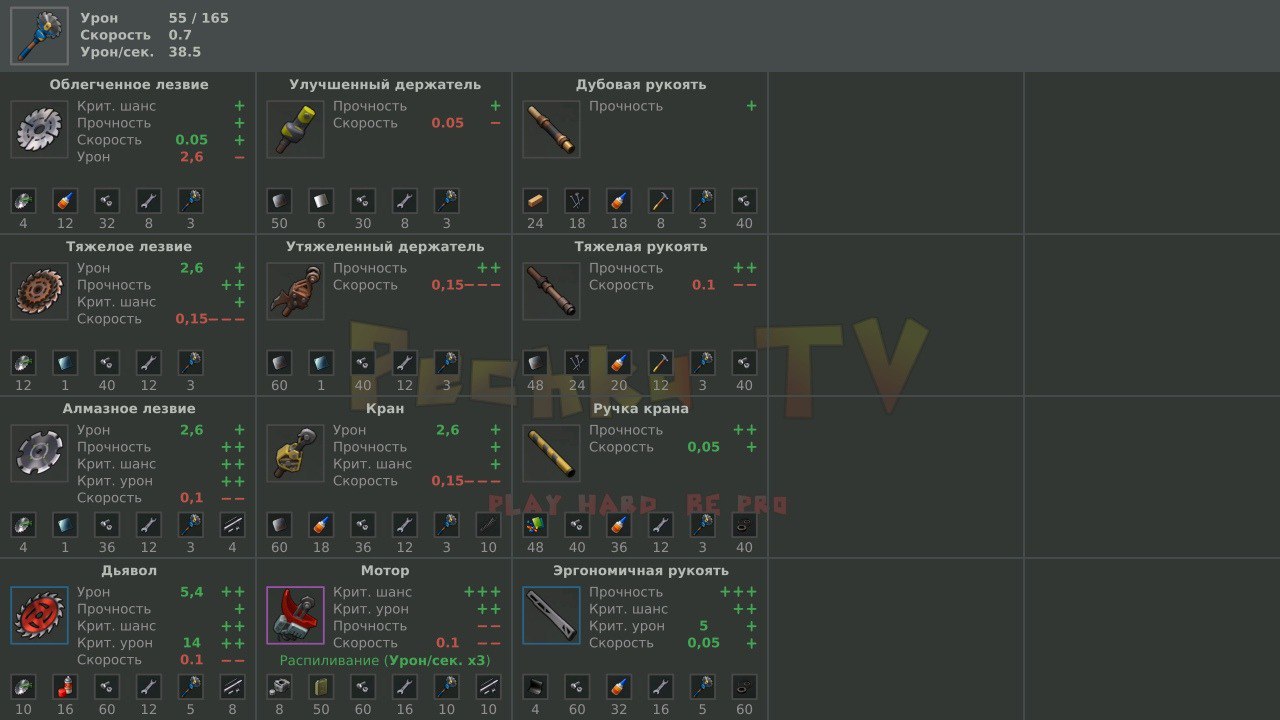 Урон 55 / 165
Скорость 0.7
Урон/сек. 38.5
Облегченное лезвие
Крит. шанс +
Прочность +
Скорость 0.05 +
Урон 2,6 −
4 12 32 8 3
Улучшенный держатель
Прочность +
Скорость 0.05 −
50 6 30 8 3
Дубовая рукоять
Прочность +
24 18 18 8 3 40
Тяжелое лезвие
Урон 2,6 +
Прочность ++
Крит. шанс +
Скорость 0,15−−−
12 1 40 12 3
Утяжеленный держатель
Прочность ++
Скорость 0,15−−−
60 1 40 12 3
Тяжелая рукоять
Прочность ++
Скорость 0.1 −−
48 24 20 12 3 40
Алмазное лезвие
Урон 2,6 +
Прочность ++
Крит. шанс ++
Крит. урон ++
Скорость 0,1 −−
4 1 36 12 3 4
Кран
Урон 2,6 +
Прочность +
Крит. шанс +
Скорость 0,15−−−
60 18 36 12 3 10
Ручка крана
Прочность ++
Скорость 0,05 +
48 40 36 12 3 40
Дьявол
Урон 5,4 ++
Прочность +
Крит. шанс ++
Крит. урон 14 ++
Скорость 0.1 −−
10 16 60 12 5 8
Мотор
Крит. шанс +++
Крит. урон ++
Прочность −−
Скорость 0.1 −−
Распиливание (Урон/сек. x3)
8 50 60 16 10 10
Эргономичная рукоять
Прочность +++
Крит. шанс ++
Крит. урон 5 +
Скорость 0,05 +
4 60 32 16 5 60
Pechka TV
PLAY HARD BE PRO